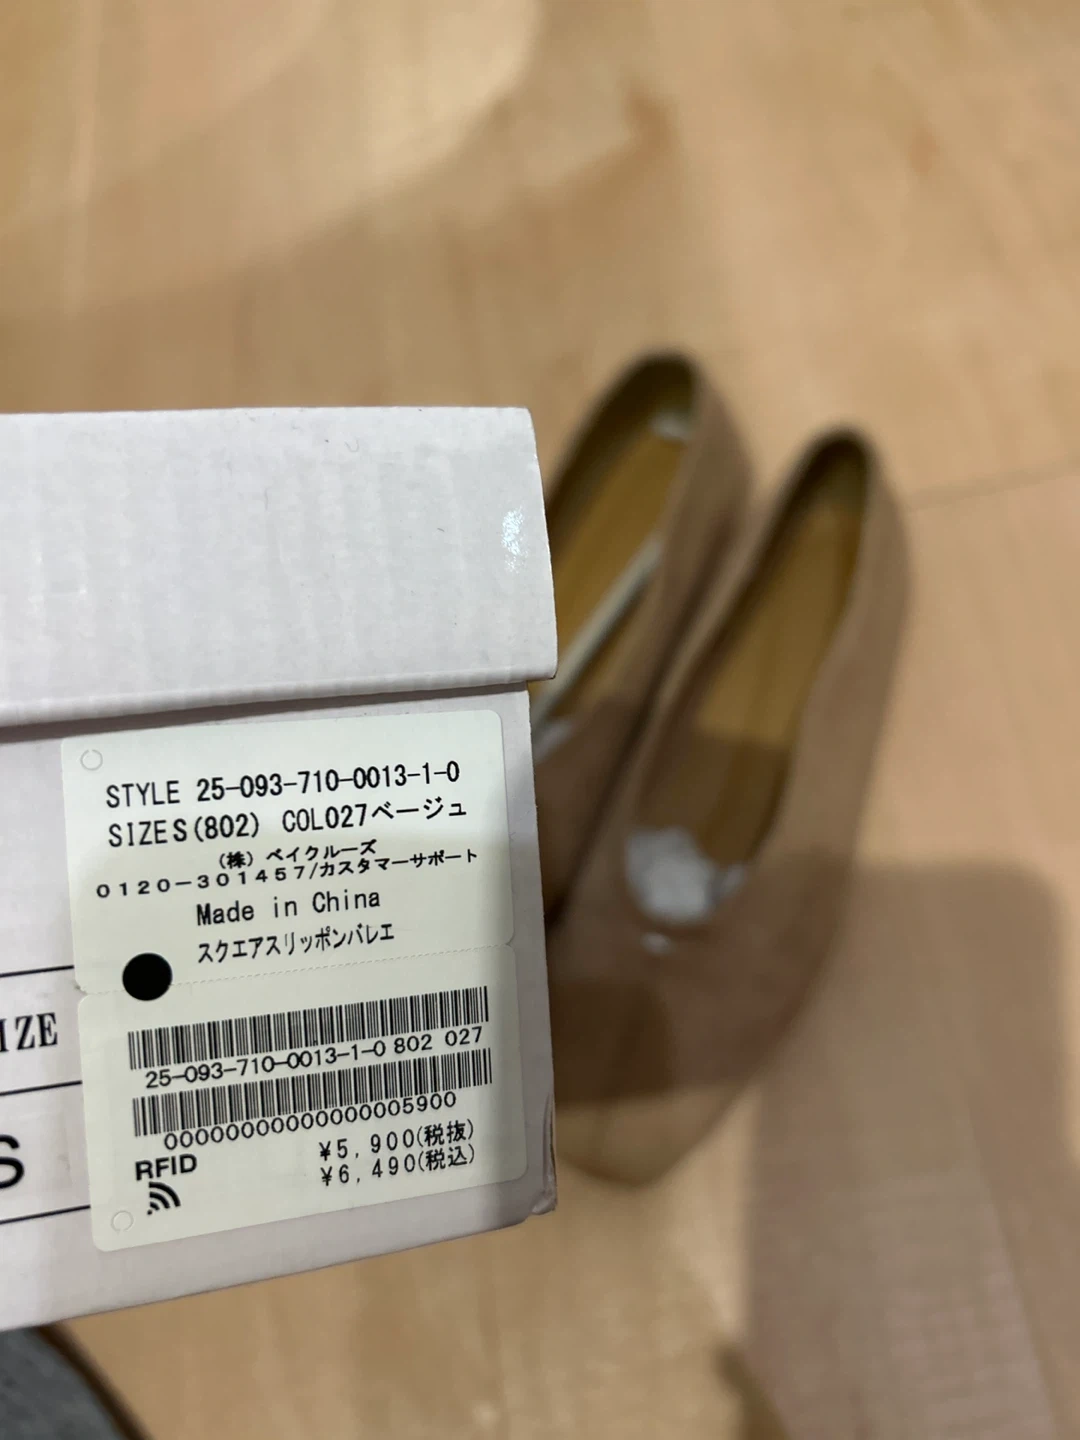 STYLE 25-093-710-0013-1-0
SIZE S(802) COL027ベージュ
(株) ベイクルーズ
0120-301457/カスタマーサポート
Made in China
スクエアスリッポンバレエ
IZE
25-093-710-0013-1-0 802 027
S
00000000000000005900
RFID
¥5,900(税抜)
¥6,490(税込)